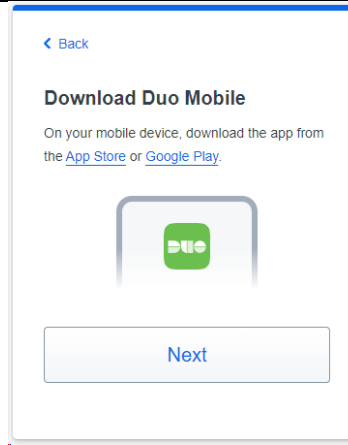 Back
Download Duo Mobile
On your mobile device, download the app from
the App Store or Google Play.
DUO
Next